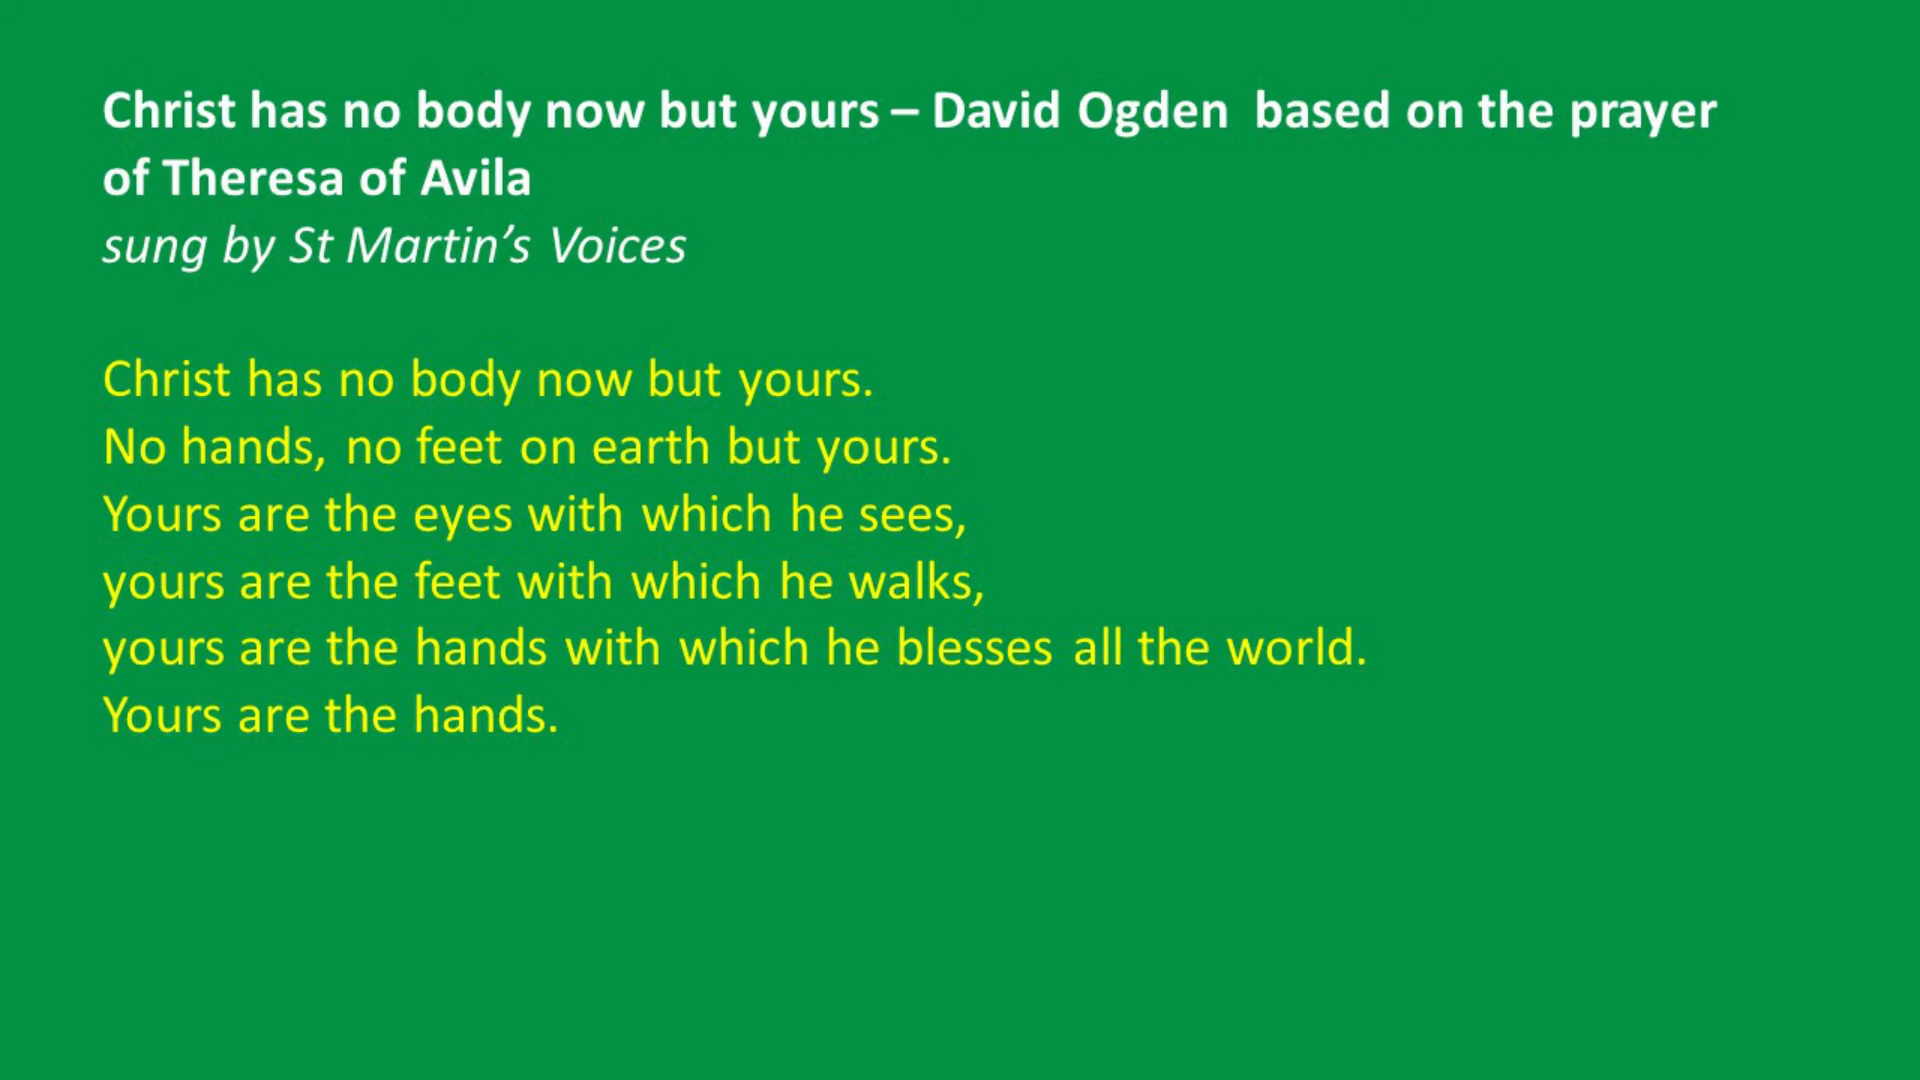 Christ has no body now but yours – David Ogden  based on the prayer
of Theresa of Avila
sung by St Martin’s Voices
Christ has no body now but yours.
No hands, no feet on earth but yours.
Yours are the eyes with which he sees,
yours are the feet with which he walks,
yours are the hands with which he blesses all the world.
Yours are the hands.